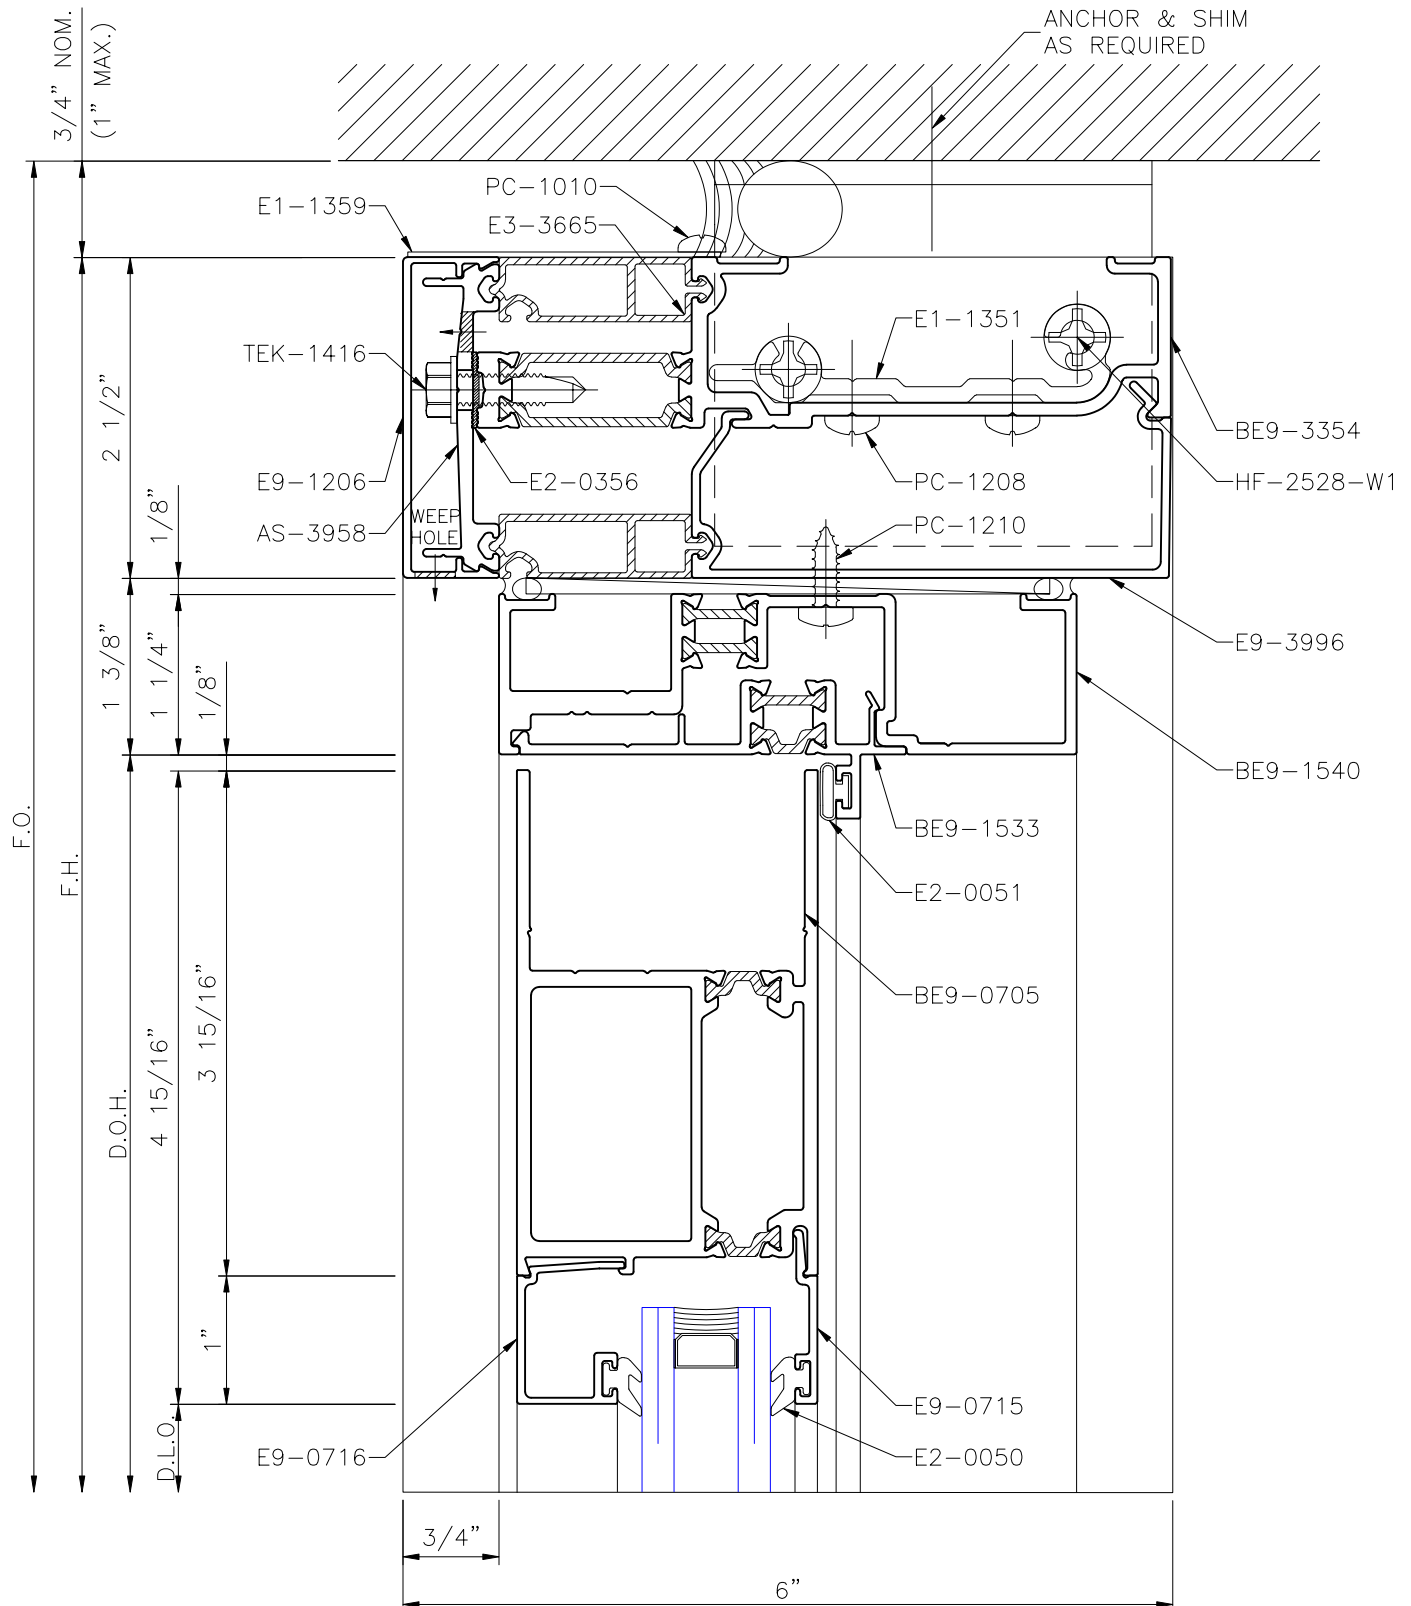 ANCHOR & SHIM
AS REQUIRED
3/4" NOM.
(1" MAX.)
PC-1010
E1-1359
E3-3665
E1-1351
TEK-1416
2 1/2"
BE9-3354
E9-1206
E2-0356
PC-1208
HF-2528-W1
1/8"
WEEP
HOLE
AS-3958
PC-1210
1 3/8"
1 1/4"
1/8"
E9-3996
BE9-1540
F.O.
F.H.
BE9-1533
E2-0051
BE9-0705
D.O.H.
4 15/16"
3 15/16"
1"
E9-0715
D.L.O.
E9-0716
E2-0050
3/4"
6"